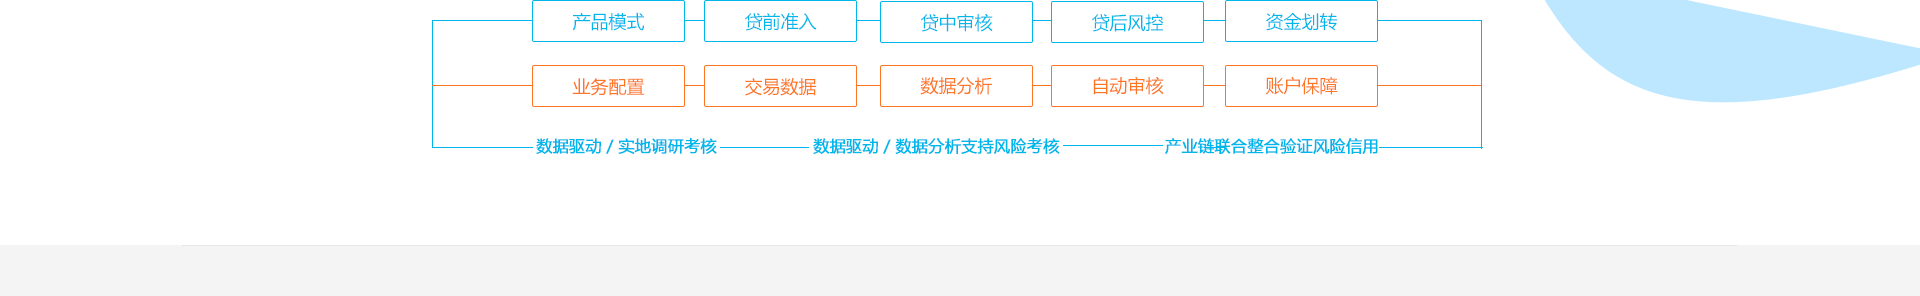 产品模式 贷前准入 贷中审核 贷后风控 资金划转
业务配置 交易数据 数据分析 自动审核 账户保障
数据驱动 / 实地调研考核 数据驱动 / 数据分析支持风险考核 产业链联合整合验证风险信用